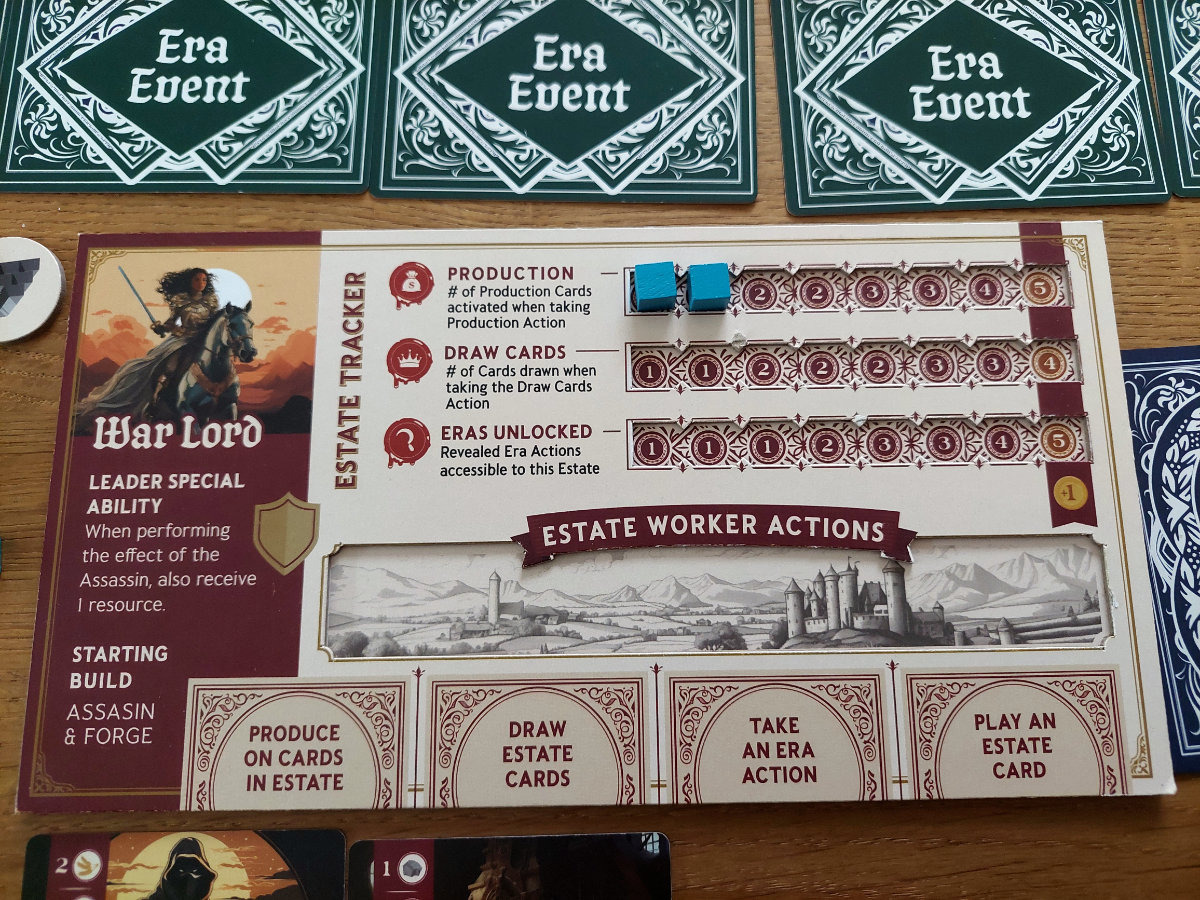 Era
Event
Era
Event
Era
Event
ESTATE TRACKER
PRODUCTION
# of Production Cards
activated when taking
Production Action
2 2 3 3 4 5
DRAW CARDS
# of Cards drawn when
taking the Draw Cards
Action
1 1 2 2 2 3 3 4
ERAS UNLOCKED
Revealed Era Actions
accessible to this Estate
1 1 1 2 3 3 4 5
+1
War Lord
LEADER SPECIAL
ABILITY
When performing
the effect of the
Assassin, also receive
1 resource.
STARTING
BUILD
ASSASIN
& FORGE
ESTATE WORKER ACTIONS
PRODUCE
ON CARDS
IN ESTATE
DRAW
ESTATE
CARDS
TAKE
AN ERA
ACTION
PLAY AN
ESTATE
CARD
2
1